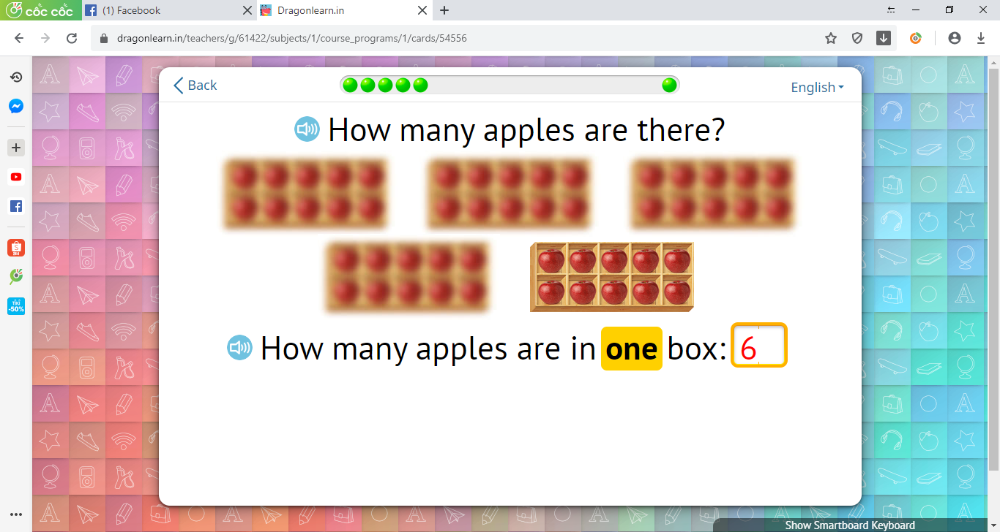 cốc cốc
(1) Facebook
Dragonlearn.in
dragonlearn.in/teachers/g/61422/subjects/1/course_programs/1/cards/54556
Back
English
How many apples are there?
How many apples are in one box: 6
TIKI
-50%
Show Smartboard Keyboard